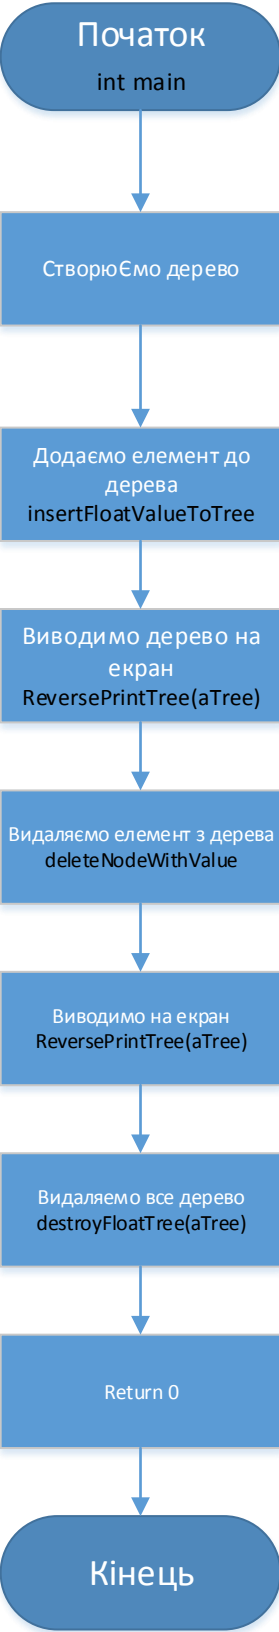 Початок
int main
СтворюЄмо дерево
Додаємо елемент до
дерева
insertFloatValueToTree
Виводимо дерево на
екран
ReversePrintTree(aTree)
Видаляємо елемент з дерева
deleteNodeWithValue
Виводимо на екран
ReversePrintTree(aTree)
Видаляемо все дерево
destroyFloatTree(aTree)
Return 0
Кінець